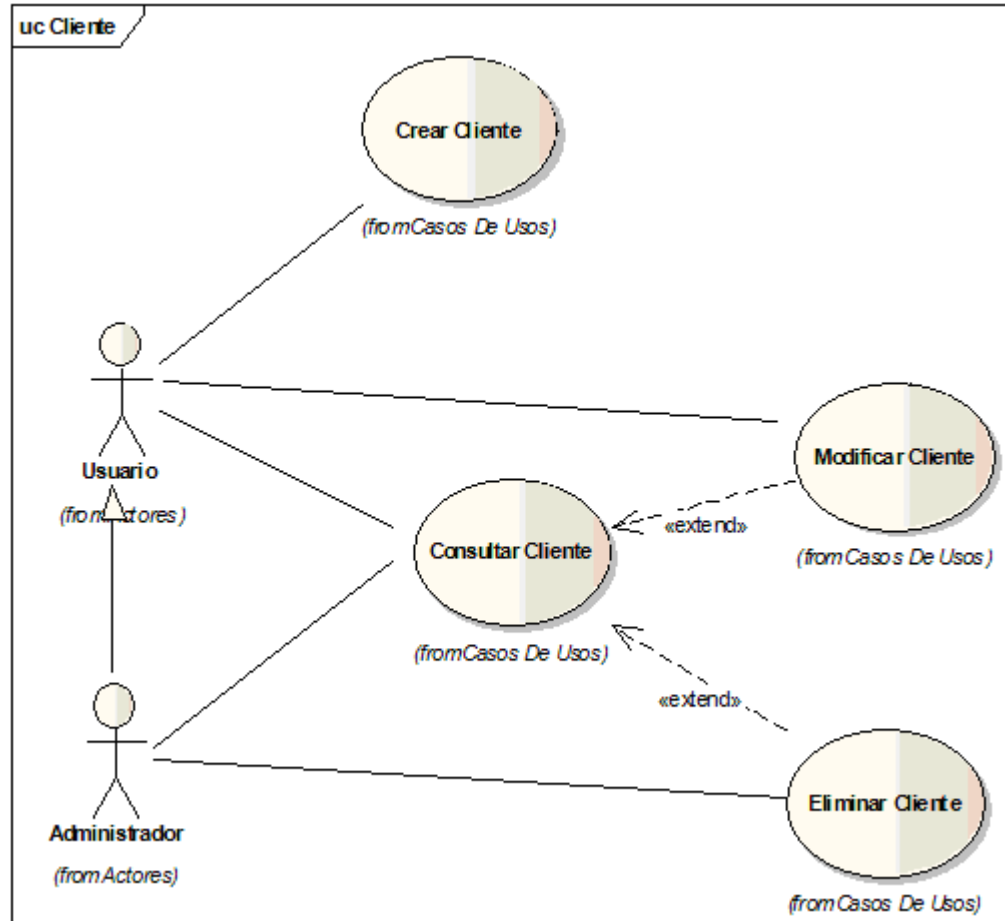 uc Cliente
Crear Cliente
(from Casos De Usos)
Usuario
(from Actores)
Modificar Cliente
(from Casos De Usos)
«extend»
Consultar Cliente
(from Casos De Usos)
«extend»
Administrador
(from Actores)
Eliminar Cliente
(from Casos De Usos)